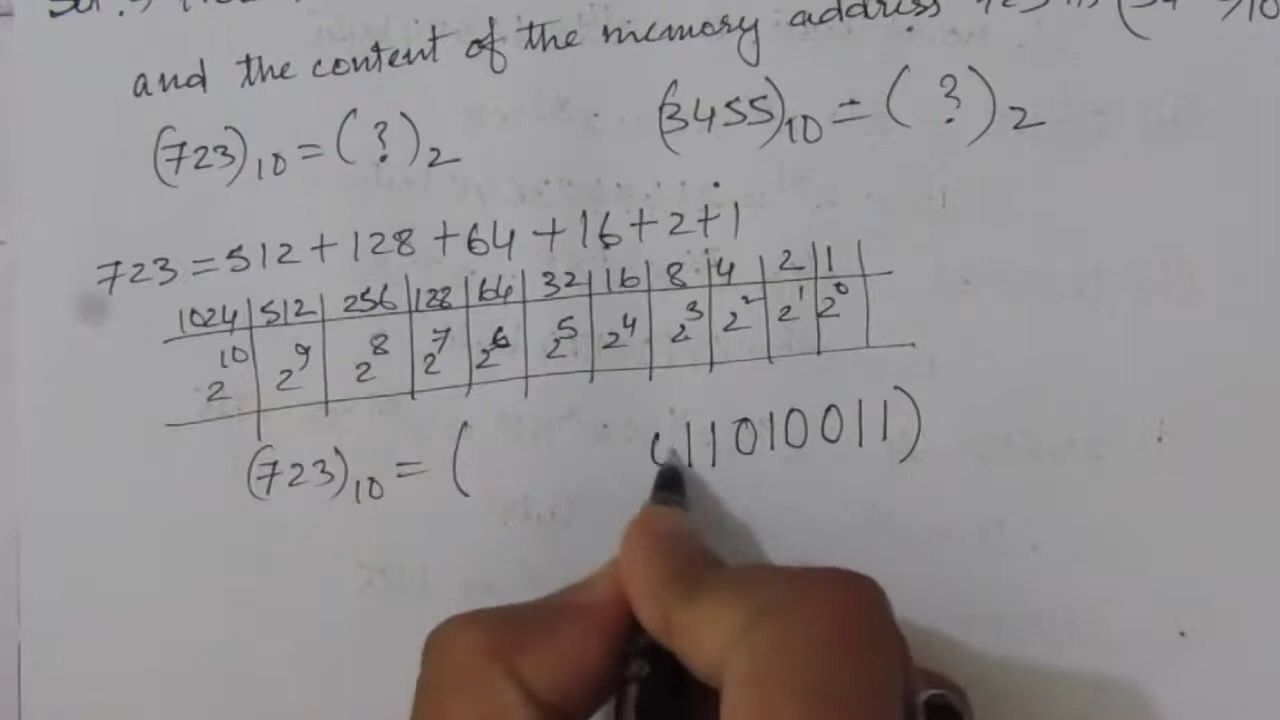 and the content of the memory address
(723)10 = (?)2 (3455)10 = (?)2
723 = 512 + 128 + 64 + 16 + 2 + 1
1024 512 256 128 64 32 16 8 4 2 1
2^10 2^9 2^8 2^7 2^6 2^5 2^4 2^3 2^2 2^1 2^0
(723)10 = ( 11010011)